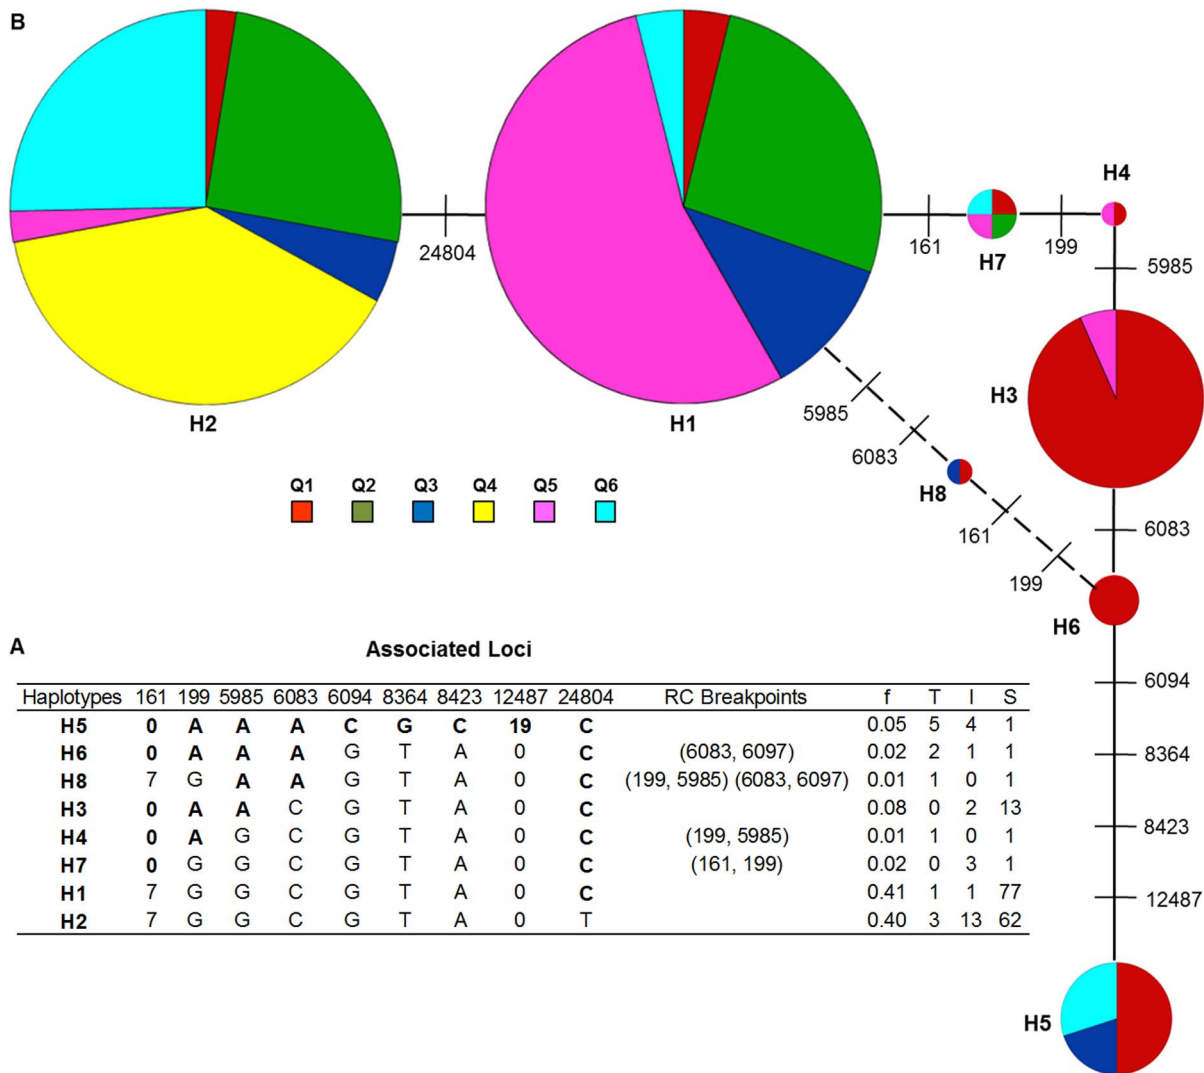 B
24804
161
199
H4
5985
H7
H2
H1
H3
5985
6083
6083
H8
161
199
H6
Q1 Q2 Q3 Q4 Q5 Q6
6094
8364
8423
12487
H5
A
Associated Loci
Haplotypes 161 199 5985 6083 6094 8364 8423 12487 24804 RC Breakpoints f T I S
H5 0 A A A C G C 19 C 0.05 5 4 1
H6 0 A A A G T A 0 C (6083, 6097) 0.02 2 1 1
H8 7 G A A G T A 0 C (199, 5985) (6083, 6097) 0.01 1 0 1
H3 0 A A C G T A 0 C 0.08 0 2 13
H4 0 A G C G T A 0 C (199, 5985) 0.01 1 0 1
H7 0 G G C G T A 0 C (161, 199) 0.02 0 3 1
H1 7 G G C G T A 0 C 0.41 1 1 77
H2 7 G G C G T A 0 T 0.40 3 13 62